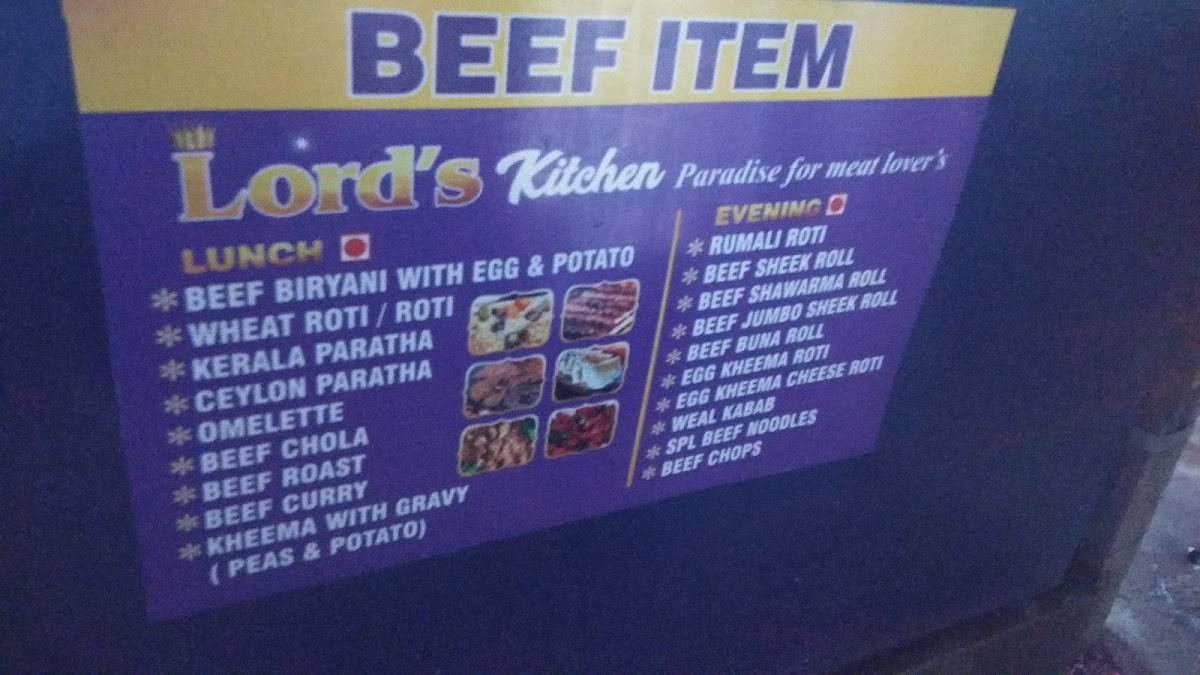 BEEF ITEM
Lord's Kitchen Paradise for meat lover's
LUNCH
* BEEF BIRYANI WITH EGG & POTATO
* WHEAT ROTI / ROTI
* KERALA PARATHA
* CEYLON PARATHA
* OMELETTE
* BEEF CHOLA
* BEEF ROAST
* BEEF CURRY
* KHEEMA WITH GRAVY
( PEAS & POTATO)
EVENING
* RUMALI ROTI
* BEEF SHEEK ROLL
* BEEF SHAWARMA ROLL
* BEEF JUMBO SHEEK ROLL
* BEEF BUNA ROLL
* EGG KHEEMA ROTI
* EGG KHEEMA CHEESE ROTI
* WEAL KABAB
* SPL BEEF NOODLES
* BEEF CHOPS